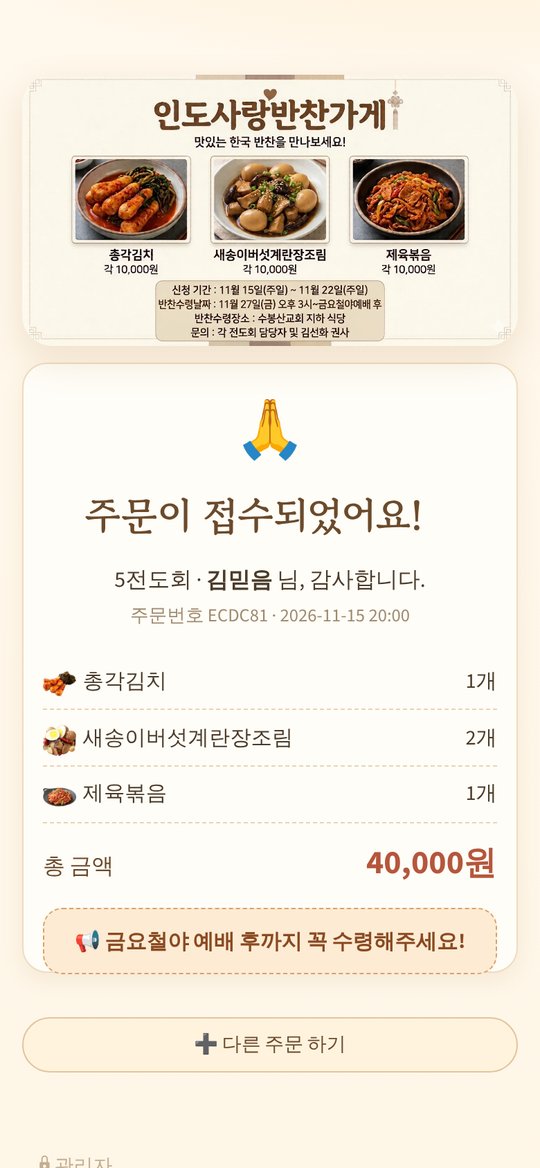 인도사랑반찬가게
맛있는 한국 반찬을 만나보세요!
총각김치
각 10,000원
새송이버섯계란장조림
각 10,000원
제육볶음
각 10,000원
신청 기간 : 11월 15일(주일) ~ 11월 22일(주일)
반찬수령날짜 : 11월 27일(금) 오후 3시~금요철야예배 후
반찬수령장소 : 수봉산교회 지하 식당
문의 : 각 전도회 담당자 및 김선화 권사
주문이 접수되었어요!
5전도회 · 김믿음 님, 감사합니다.
주문번호 ECDC81 · 2026-11-15 20:00
총각김치 1개
새송이버섯계란장조림 2개
제육볶음 1개
총 금액 40,000원
금요철야 예배 후까지 꼭 수령해주세요!
다른 주문 하기
관리자